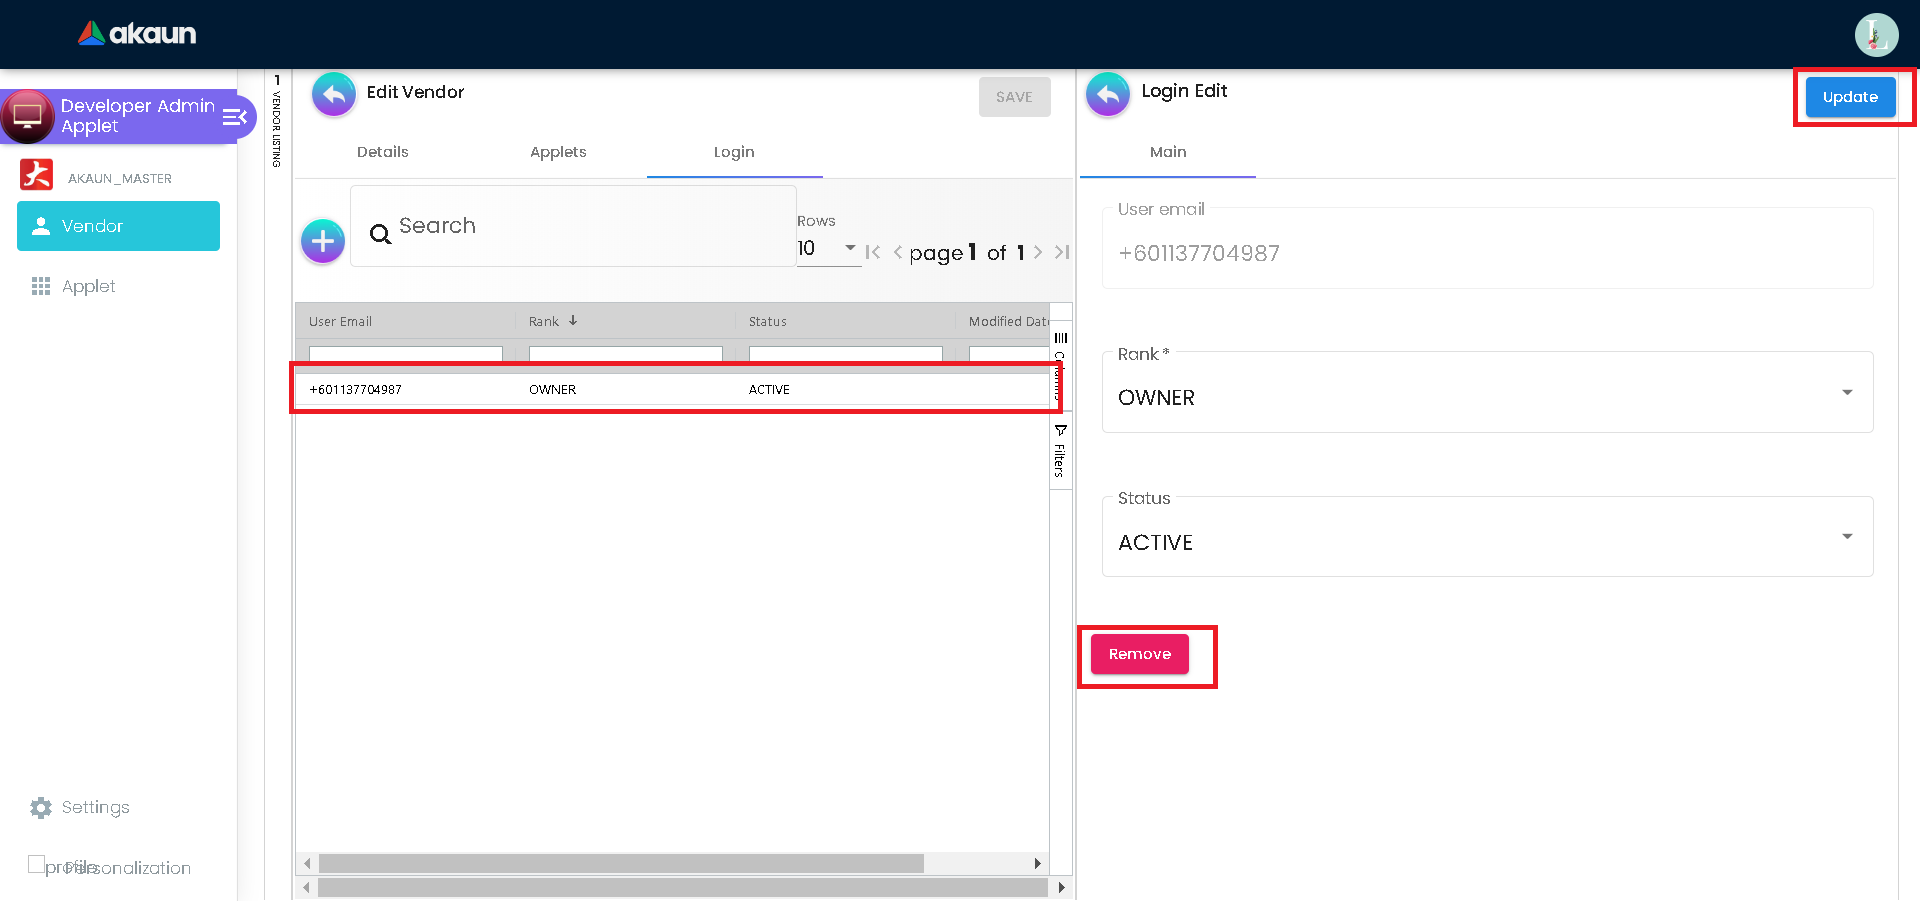 akaun
Developer Admin
Applet
AKAUN_MASTER
Vendor
Applet
Settings
profile
Personalization
1 VENDOR LISTING
Edit Vendor
SAVE
Details Applets Login
Search
Rows
10
page 1 of 1
User Email Rank Status Modified Date
+601137704987 OWNER ACTIVE
Columns
Filters
Login Edit
Update
Main
User email
+601137704987
Rank *
OWNER
Status
ACTIVE
Remove